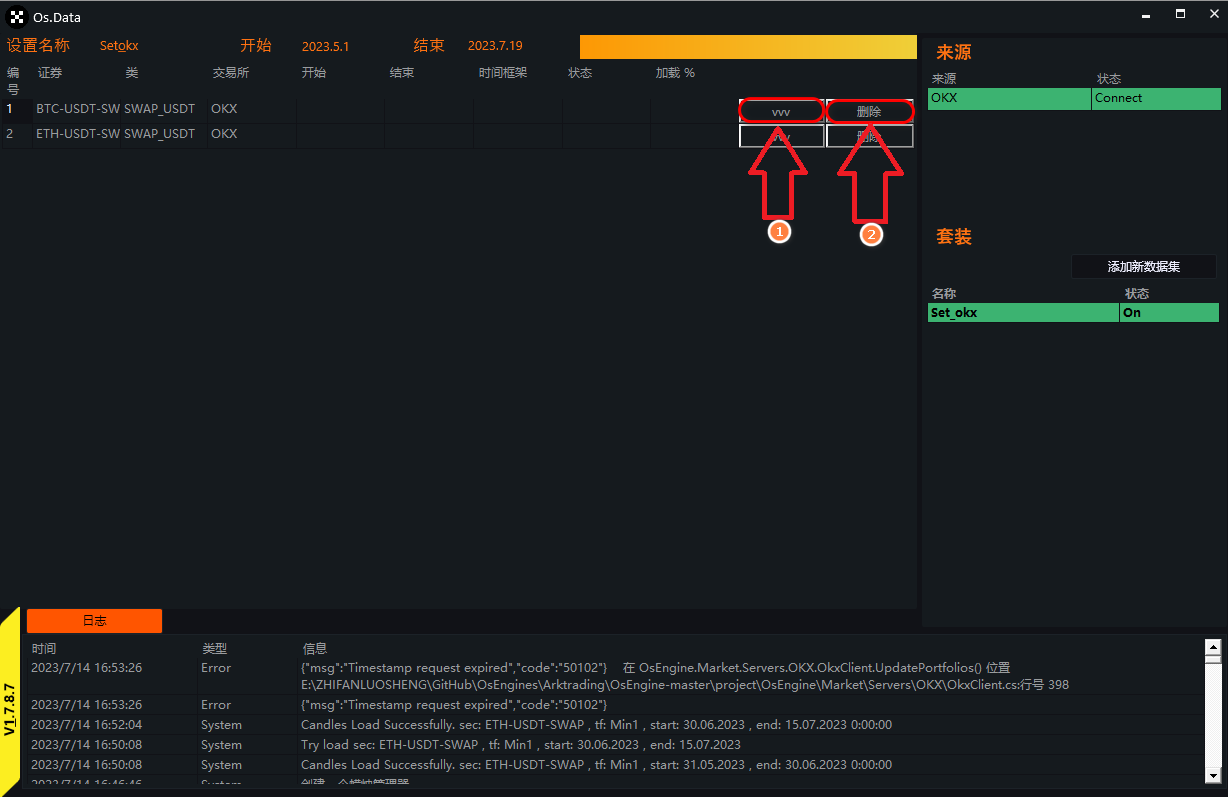 Os.Data
设置名称 Setokx 开始 2023.5.1 结束 2023.7.19
编号 证券 类 交易所 开始 结束 时间框架 状态 加载 %
1 BTC-USDT-SW SWAP_USDT OKX vvv 删除
2 ETH-USDT-SW SWAP_USDT OKX vvv 删除
1 2
来源
来源 状态
OKX Connect
套装
添加新数据集
名称 状态
Set_okx On
V1.7.8.7
日志
时间 类型 信息
2023/7/14 16:53:26 Error {"msg":"Timestamp request expired","code":"50102"} 在 OsEngine.Market.Servers.OKX.OkxClient.UpdatePortfolios() 位置
E:\ZHIFANLUOSHENG\GitHub\OsEngines\Arktrading\OsEngine-master\project\OsEngine\Market\Servers\OKX\OkxClient.cs:行号 398
2023/7/14 16:53:26 Error {"msg":"Timestamp request expired","code":"50102"}
2023/7/14 16:52:04 System Candles Load Successfully. sec: ETH-USDT-SWAP , tf: Min1 , start: 30.06.2023 , end: 15.07.2023 0:00:00
2023/7/14 16:50:08 System Try load sec: ETH-USDT-SWAP , tf: Min1 , start: 30.06.2023 , end: 15.07.2023
2023/7/14 16:50:08 System Candles Load Successfully. sec: ETH-USDT-SWAP , tf: Min1 , start: 31.05.2023 , end: 30.06.2023 0:00:00
2023/7/14 16:46:46 System